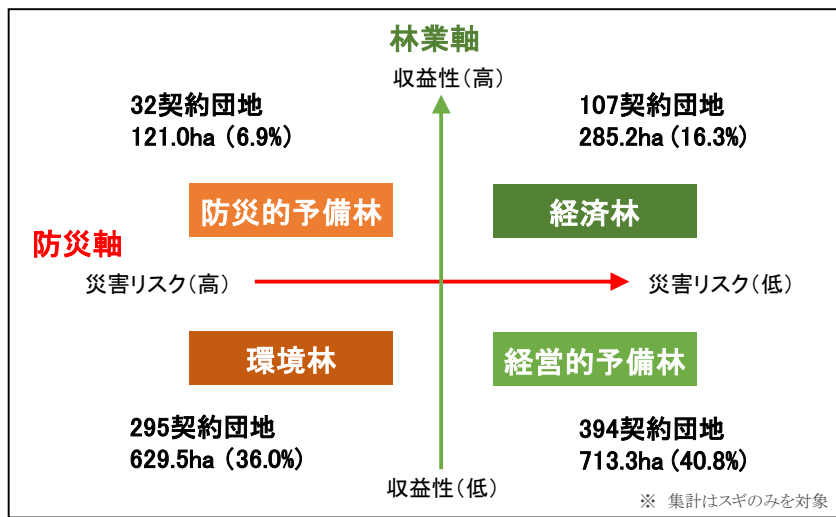 林業軸
収益性(高)
32契約団地
121.0ha (6.9%)
107契約団地
285.2ha (16.3%)
防災的予備林
経済林
防災軸
災害リスク(高)
災害リスク(低)
環境林
経営的予備林
295契約団地
629.5ha (36.0%)
394契約団地
713.3ha (40.8%)
収益性(低)
※ 集計はスギのみを対象